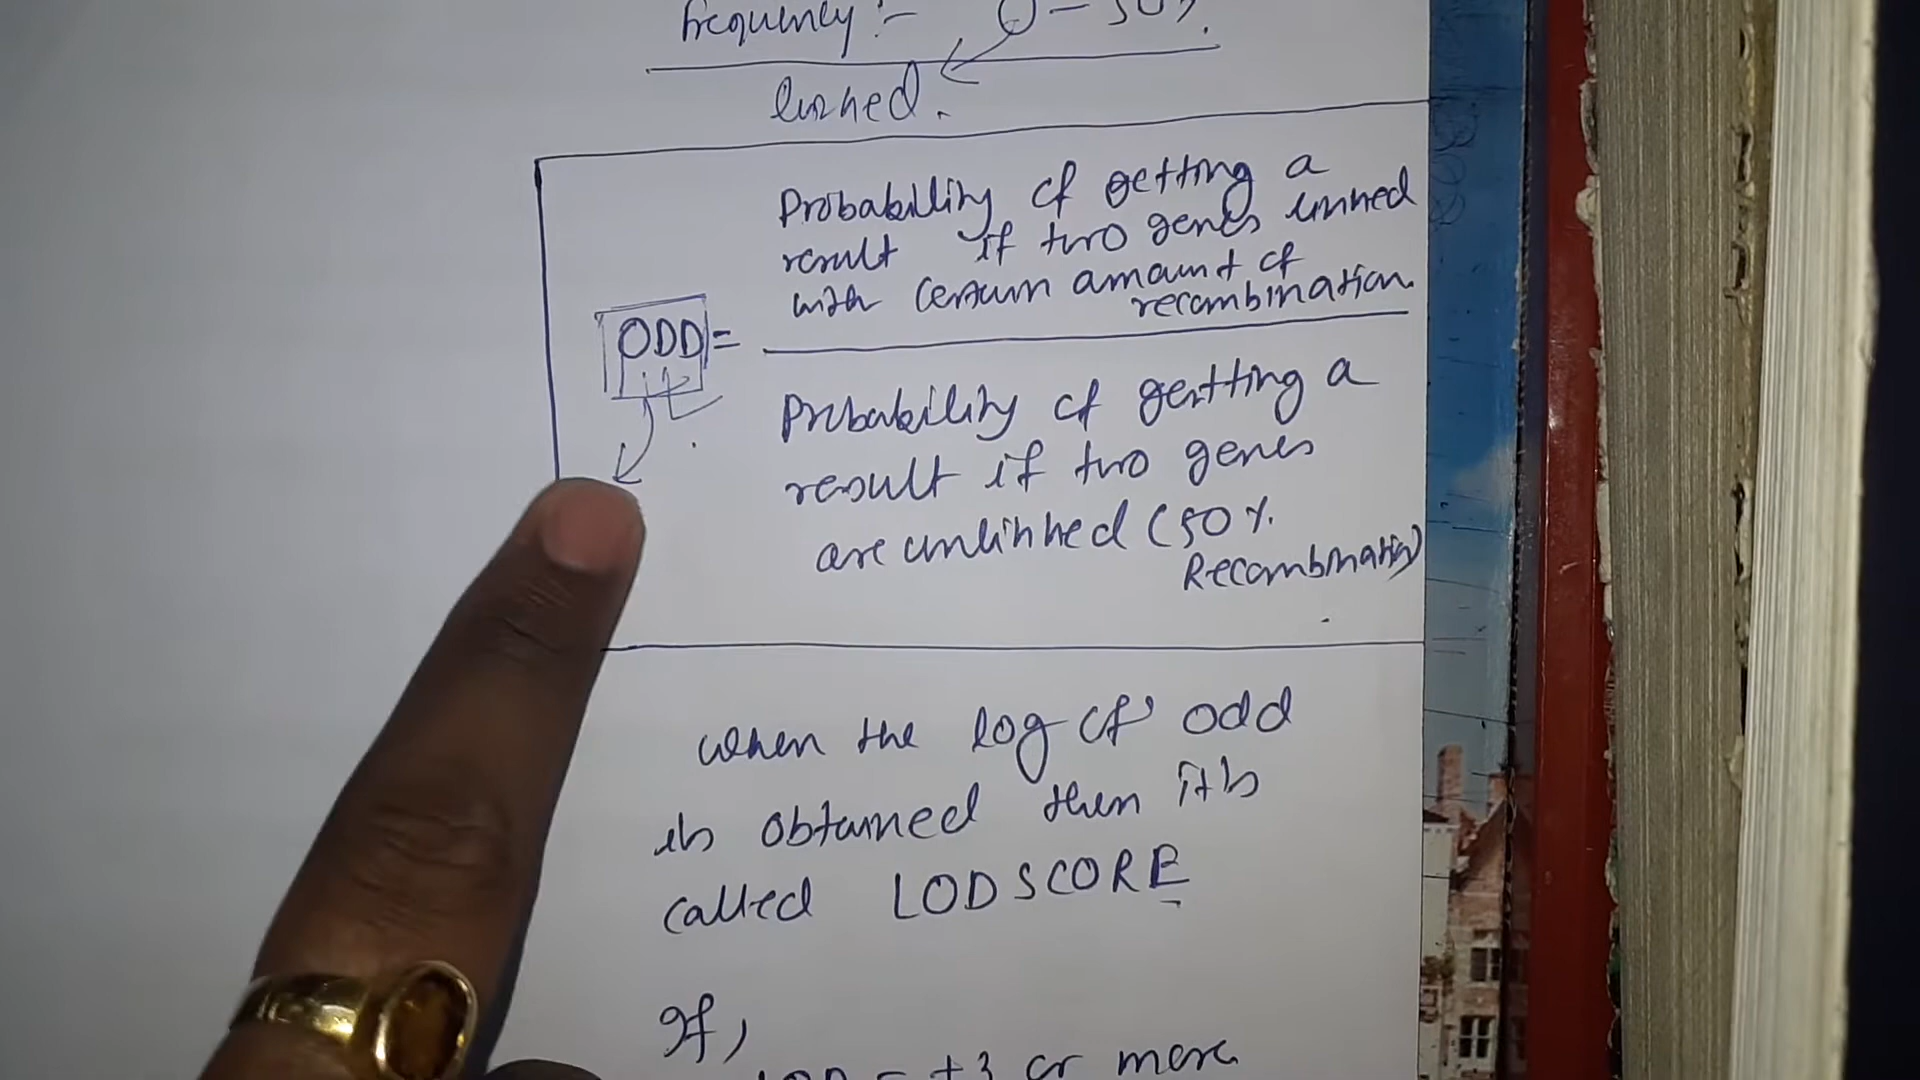 frequency :- 0 - 50%.
linked.
Probability of getting a
result if two genes linked
with certain amount of
recombination.
ODD =
Probability of getting a
result if two genes
are unlinked (50%
Recombination)
when the log of odd
is obtained then it is
called LODSCORE
If,
LOD = +3 or more